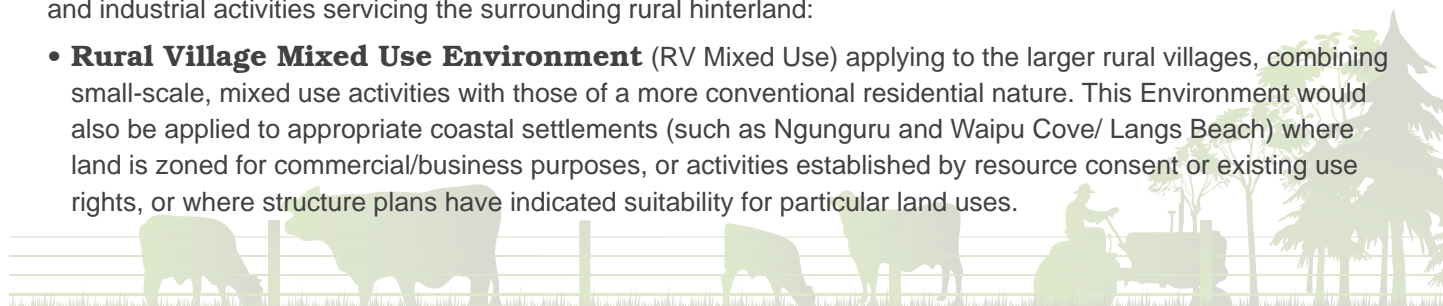 and industrial activities servicing the surrounding rural hinterland:
• Rural Village Mixed Use Environment (RV Mixed Use) applying to the larger rural villages, combining
small-scale, mixed use activities with those of a more conventional residential nature. This Environment would
also be applied to appropriate coastal settlements (such as Ngunguru and Waipu Cove/ Langs Beach) where
land is zoned for commercial/business purposes, or activities established by resource consent or existing use
rights, or where structure plans have indicated suitability for particular land uses.